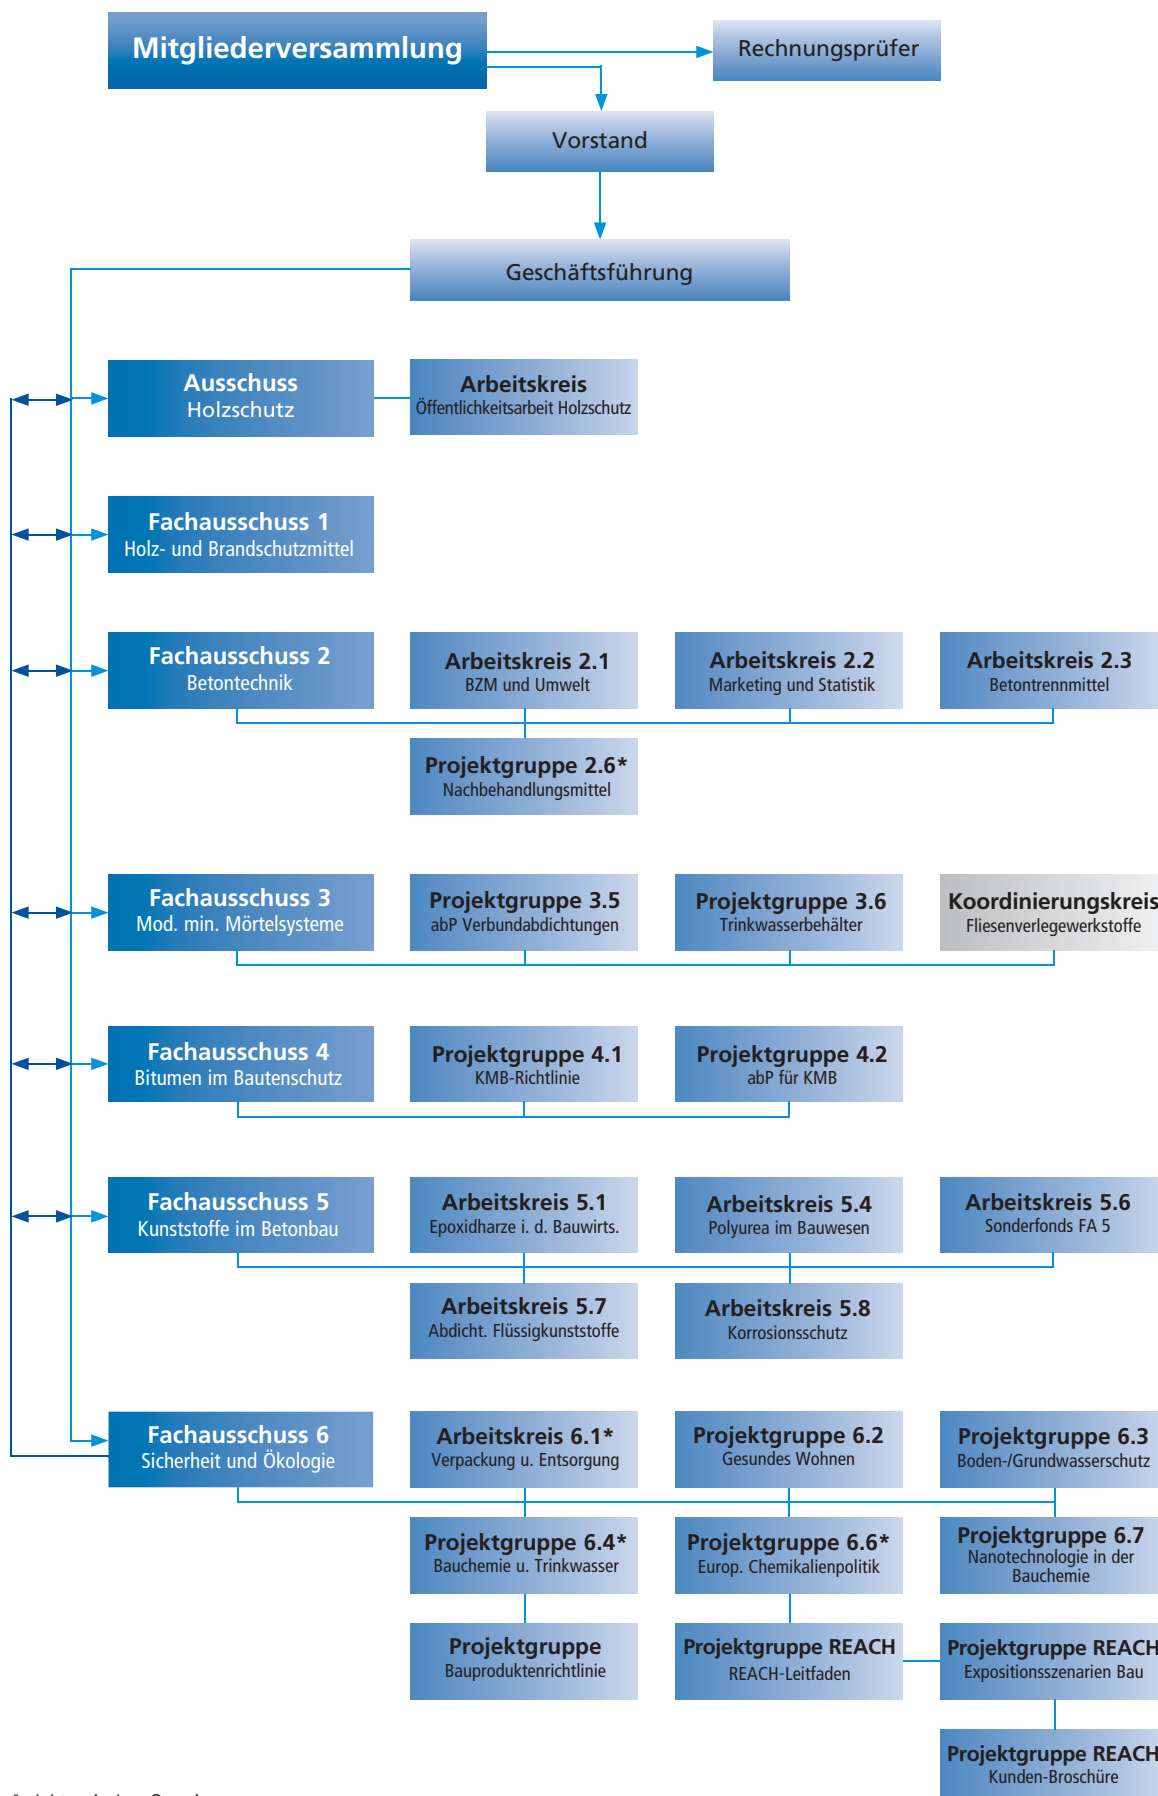 Mitgliederversammlung
Rechnungsprüfer
Vorstand
Geschäftsführung
Ausschuss
Holzschutz
Arbeitskreis
Öffentlichkeitsarbeit Holzschutz
Fachausschuss 1
Holz- und Brandschutzmittel
Fachausschuss 2
Betontechnik
Arbeitskreis 2.1
BZM und Umwelt
Arbeitskreis 2.2
Marketing und Statistik
Arbeitskreis 2.3
Betontrennmittel
Projektgruppe 2.6*
Nachbehandlungsmittel
Fachausschuss 3
Mod. min. Mörtelsysteme
Projektgruppe 3.5
abP Verbundabdichtungen
Projektgruppe 3.6
Trinkwasserbehälter
Koordinierungskreis
Fliesenverlegewerkstoffe
Fachausschuss 4
Bitumen im Bautenschutz
Projektgruppe 4.1
KMB-Richtlinie
Projektgruppe 4.2
abP für KMB
Fachausschuss 5
Kunststoffe im Betonbau
Arbeitskreis 5.1
Epoxidharze i. d. Bauwirts.
Arbeitskreis 5.4
Polyurea im Bauwesen
Arbeitskreis 5.6
Sonderfonds FA 5
Arbeitskreis 5.7
Abdicht. Flüssigkunststoffe
Arbeitskreis 5.8
Korrosionsschutz
Fachausschuss 6
Sicherheit und Ökologie
Arbeitskreis 6.1*
Verpackung u. Entsorgung
Projektgruppe 6.2
Gesundes Wohnen
Projektgruppe 6.3
Boden-/Grundwasserschutz
Projektgruppe 6.4*
Bauchemie u. Trinkwasser
Projektgruppe 6.6*
Europ. Chemikalienpolitik
Projektgruppe 6.7
Nanotechnologie in der
Bauchemie
Projektgruppe
Bauproduktenrichtlinie
Projektgruppe REACH
REACH-Leitfaden
Projektgruppe REACH
Expositionsszenarien Bau
Projektgruppe REACH
Kunden-Broschüre